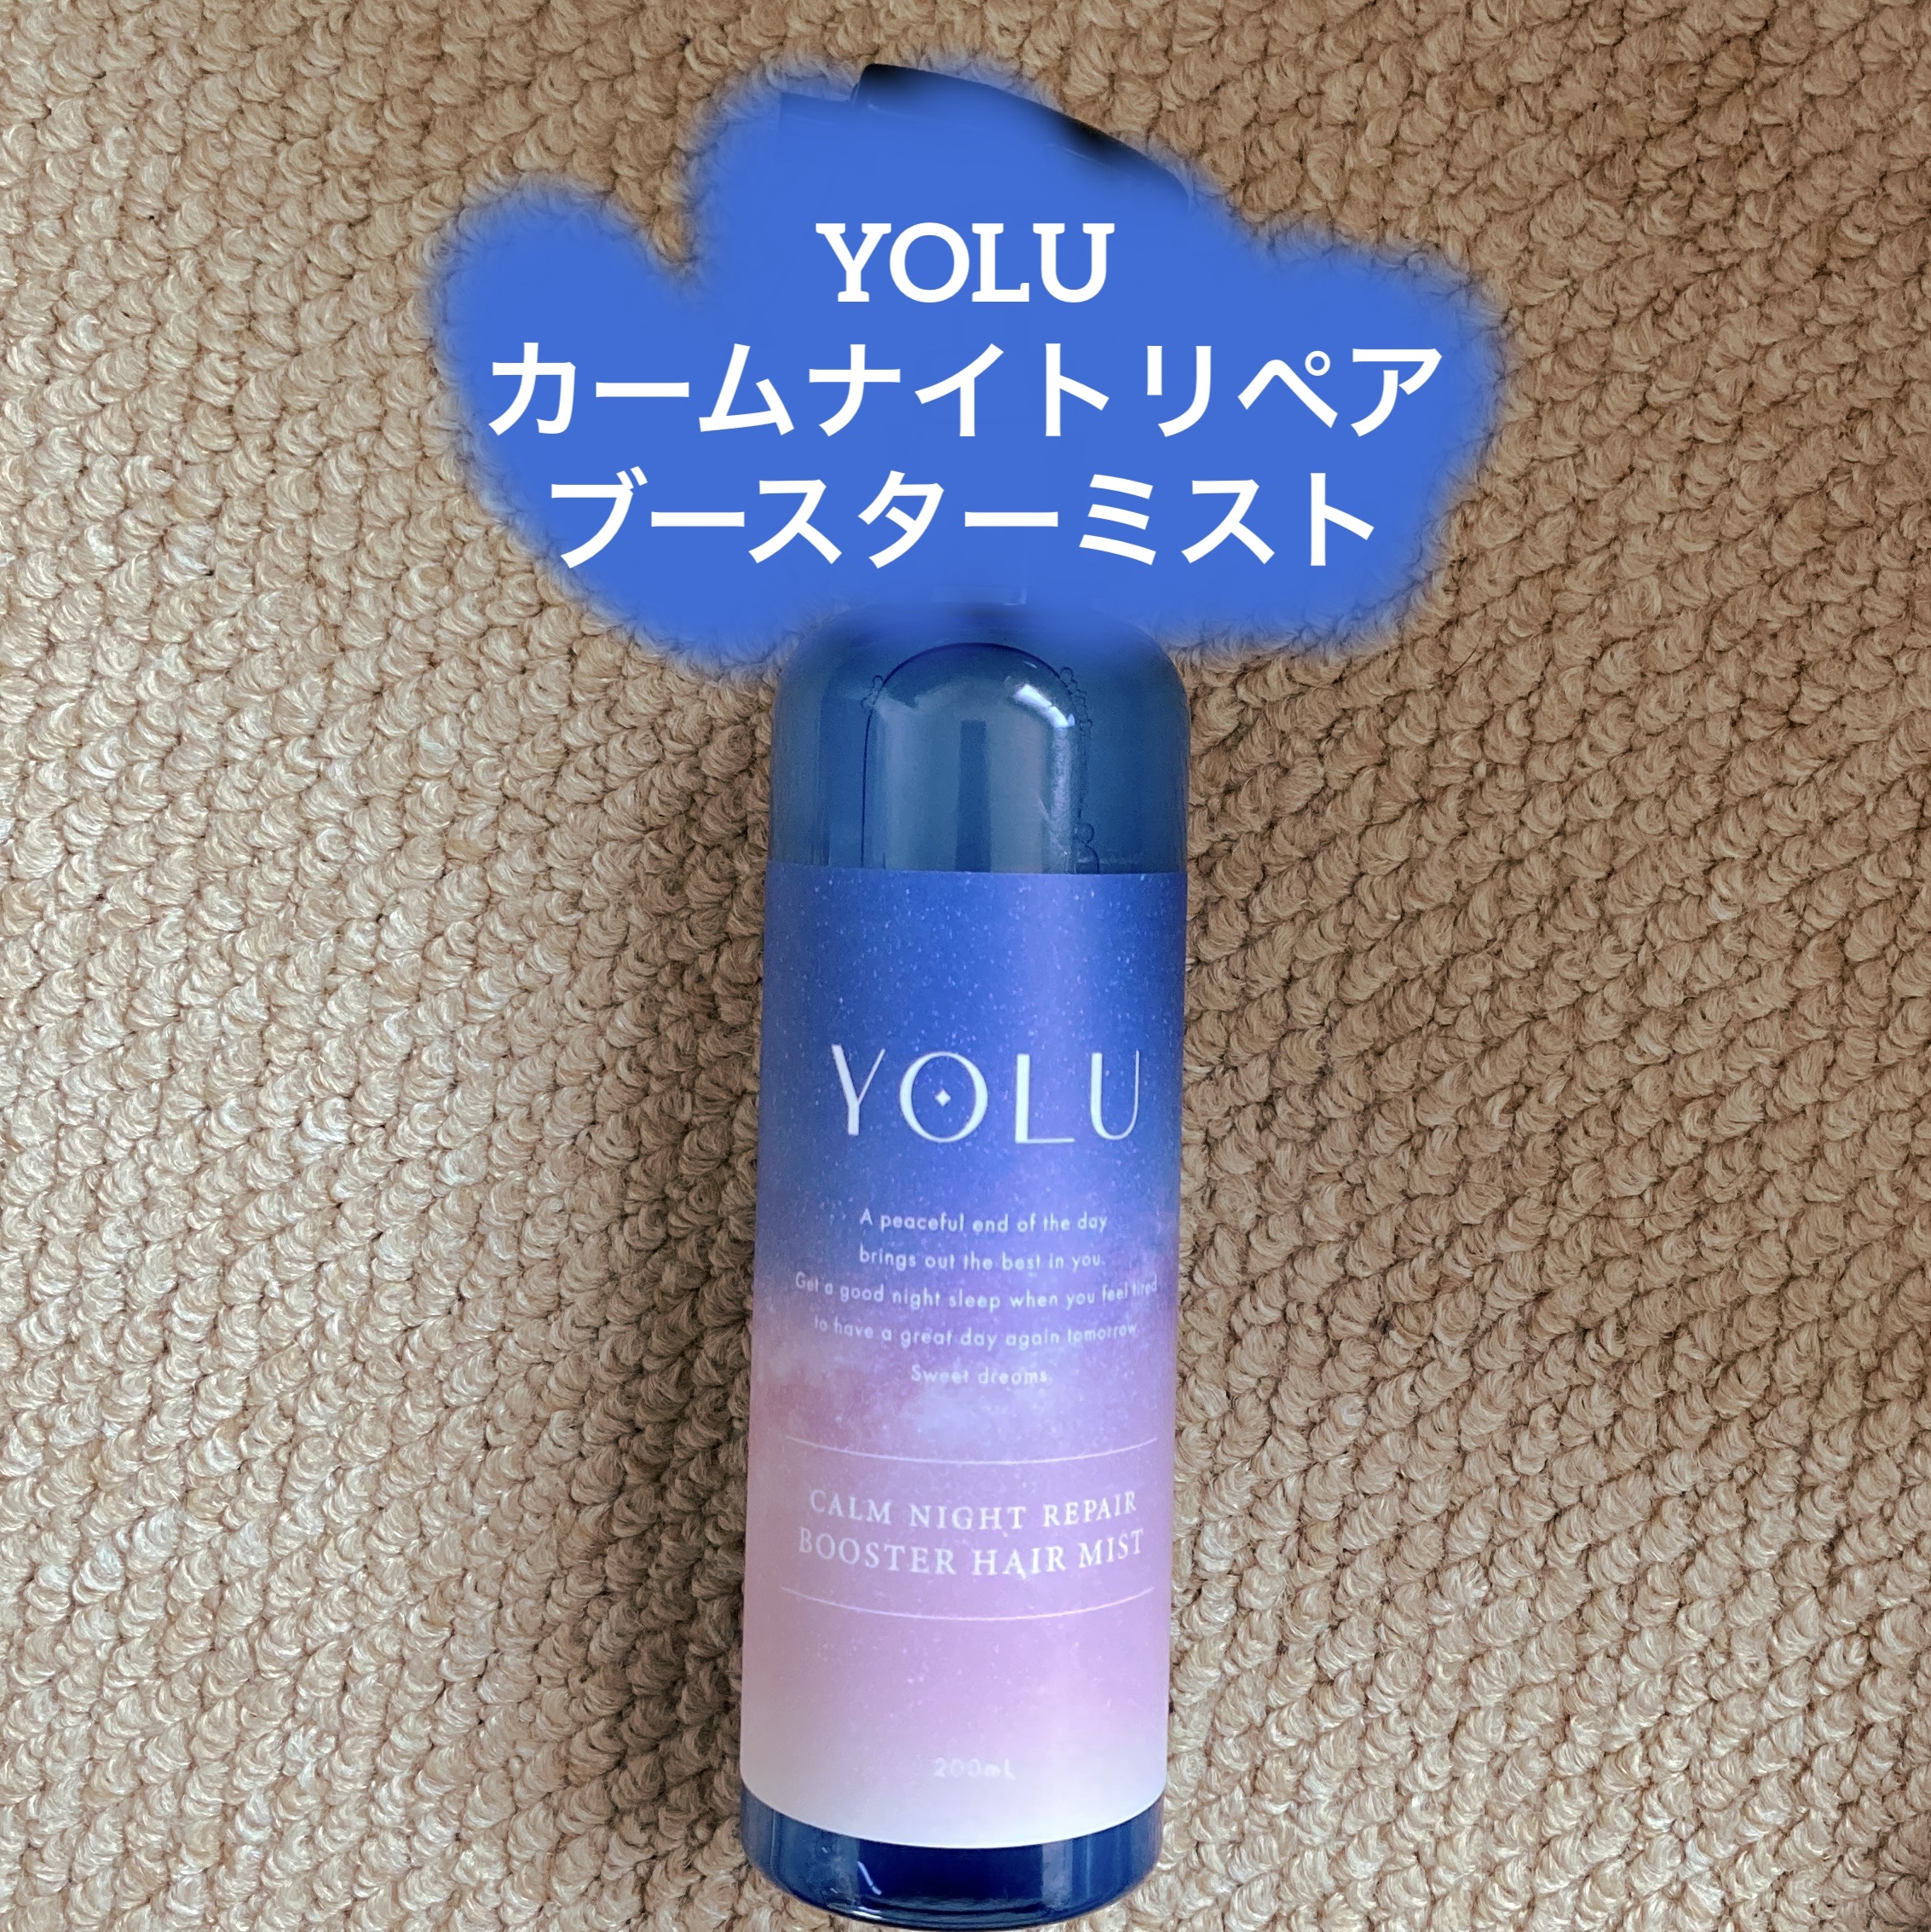 YOLU
カームナイトリペア
ブースターミスト
YOLU
A peaceful end of the day
brings out the best in you.
Get a good night sleep when you feel tired
to have a great day again tomorrow.
Sweet dreams.
CALM NIGHT REPAIR
BOOSTER HAIR MIST
200mL